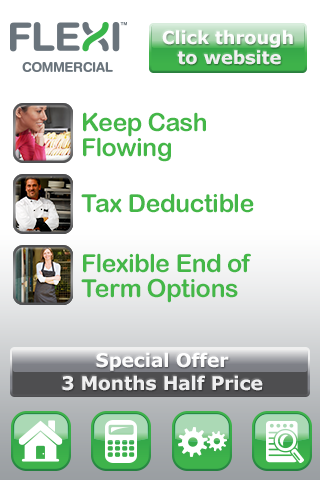 FLEXI™
COMMERCIAL
Click through
to website
Keep Cash
Flowing
Tax Deductible
Flexible End of
Term Options
Special Offer
3 Months Half Price